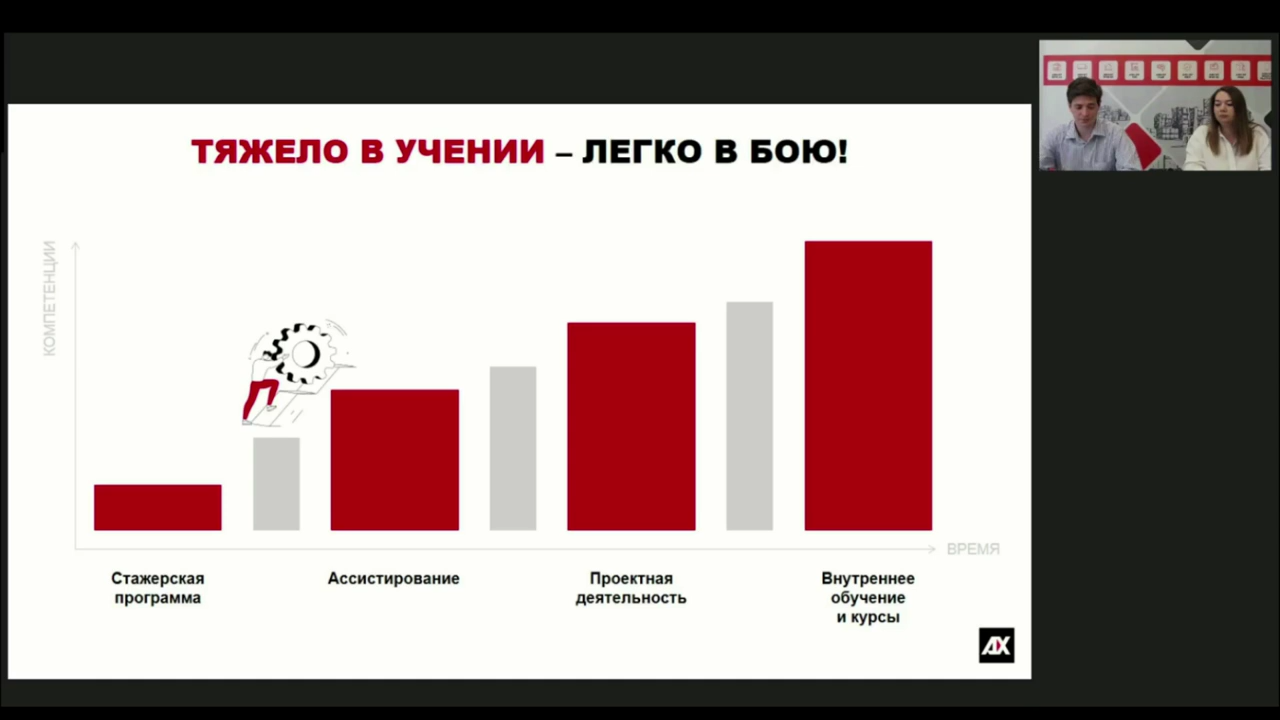 ТЯЖЕЛО В УЧЕНИИ – ЛЕГКО В БОЮ!
КОМПЕТЕНЦИИ
ВРЕМЯ
Стажерская
программа
Ассистирование
Проектная
деятельность
Внутреннее
обучение
и курсы